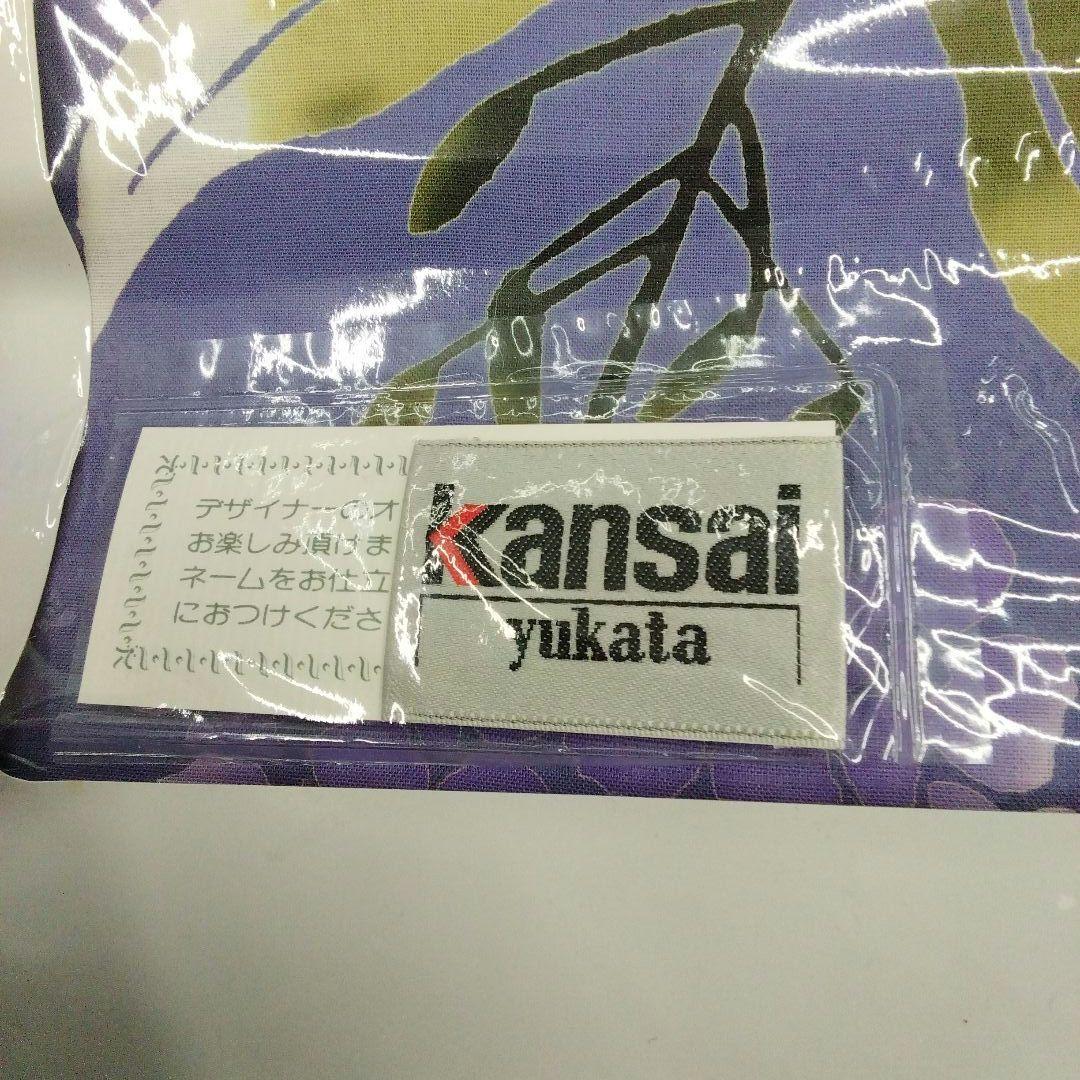 デザイナーのオ
お楽しみ頂けま
ネームをお仕立
におつけくださ
kansai
yukata